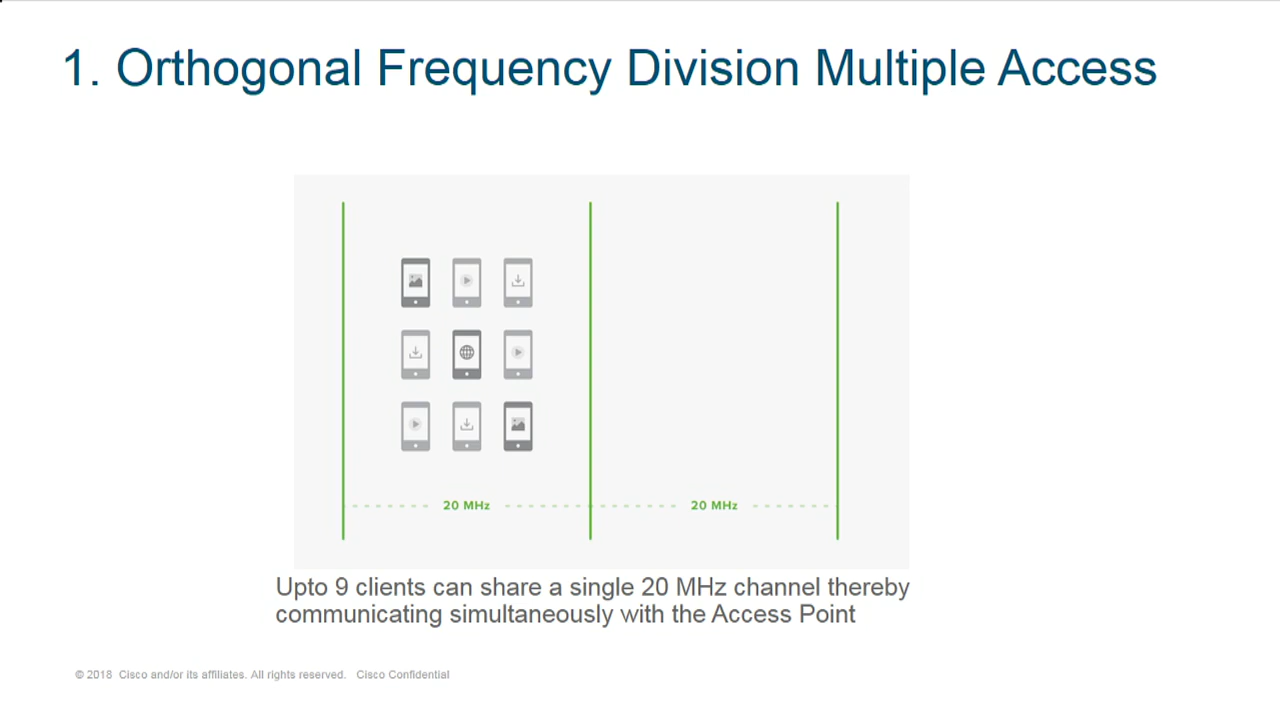 1. Orthogonal Frequency Division Multiple Access
20 MHz
20 MHz
Upto 9 clients can share a single 20 MHz channel thereby
communicating simultaneously with the Access Point
© 2018 Cisco and/or its affiliates. All rights reserved. Cisco Confidential